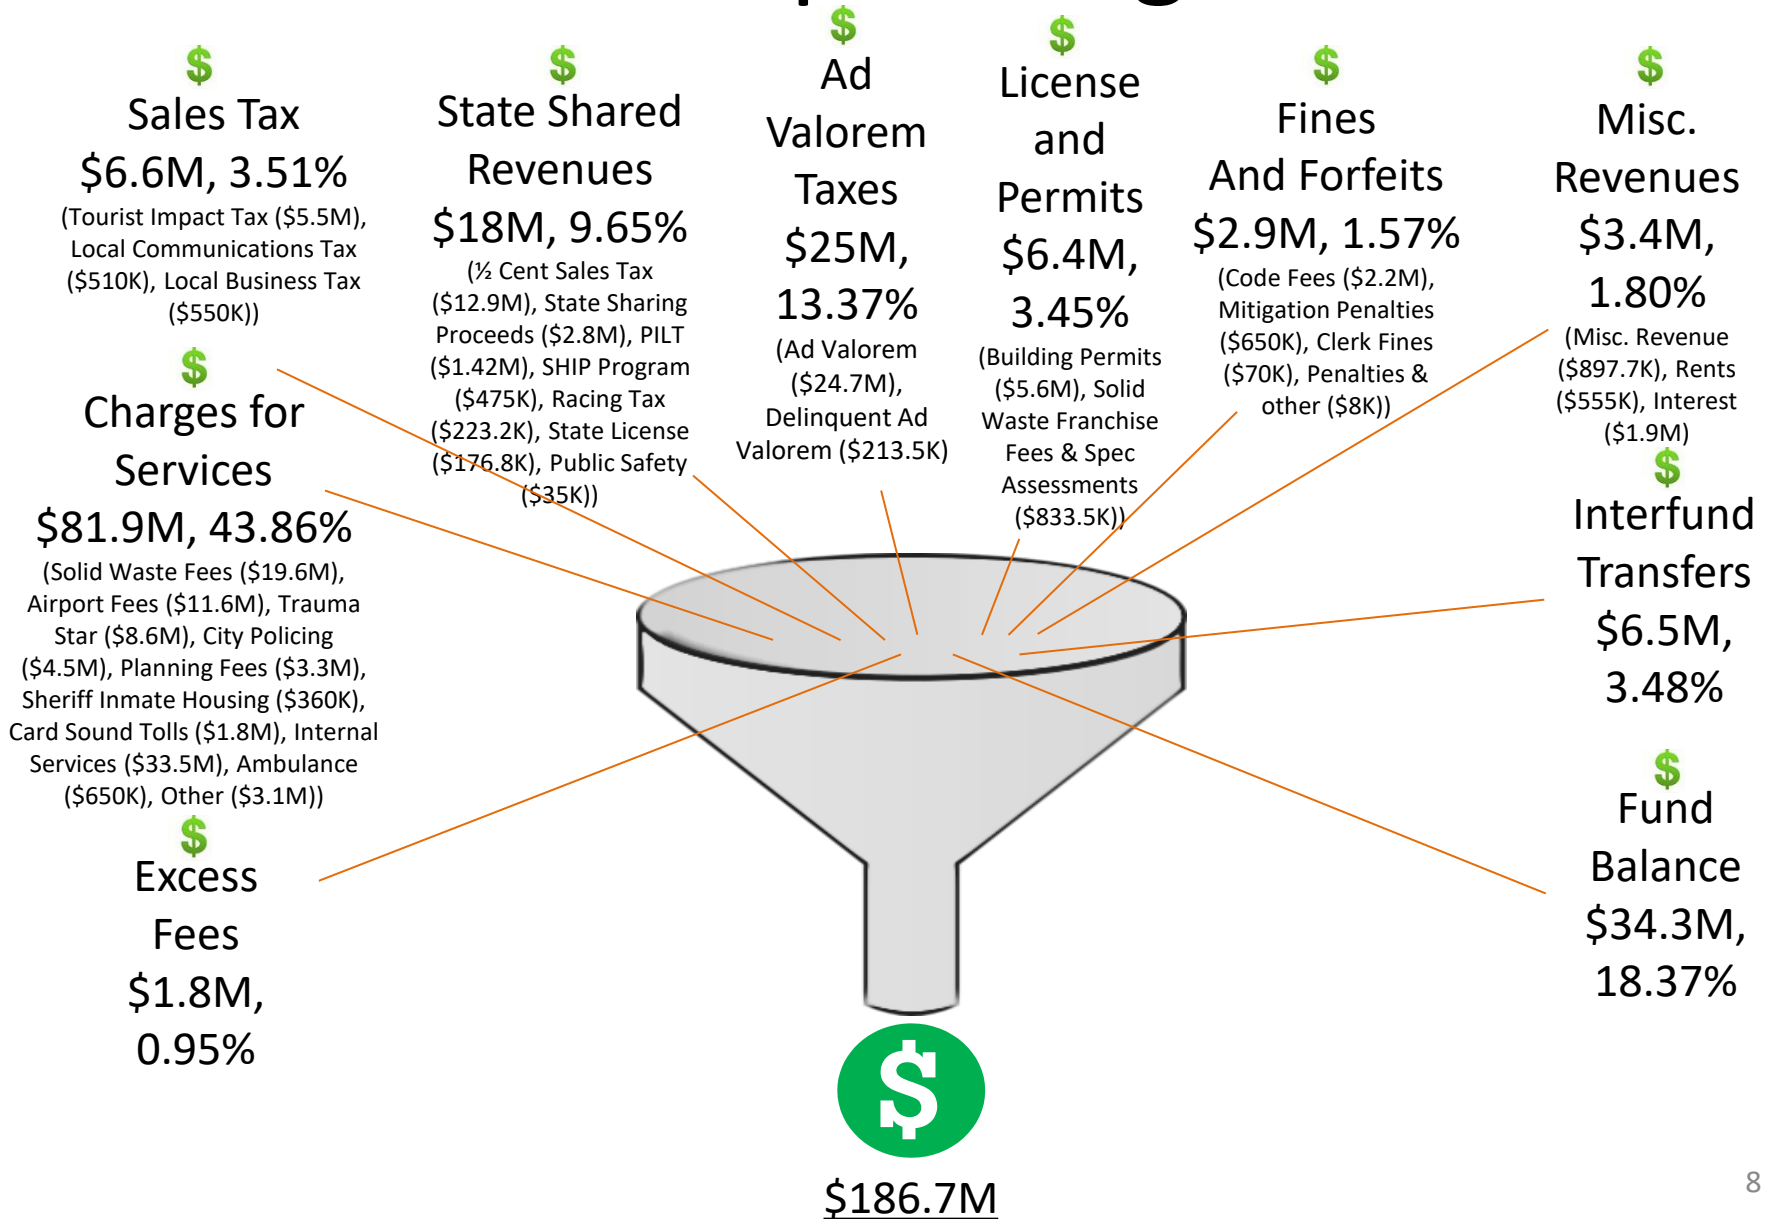 $
Sales Tax
$6.6M, 3.51%
(Tourist Impact Tax ($5.5M),
Local Communications Tax
($510K), Local Business Tax
($550K))
$
State Shared
Revenues
$18M, 9.65%
(½ Cent Sales Tax
($12.9M), State Sharing
Proceeds ($2.8M), PILT
($1.42M), SHIP Program
($475K), Racing Tax
($223.2K), State License
($176.8K), Public Safety
($35K))
$
Ad
Valorem
Taxes
$25M,
13.37%
(Ad Valorem
($24.7M),
Delinquent Ad
Valorem ($213.5K)
$
License
and
Permits
$6.4M,
3.45%
(Building Permits
($5.6M), Solid
Waste Franchise
Fees & Spec
Assessments
($833.5K))
$
Fines
And Forfeits
$2.9M, 1.57%
(Code Fees ($2.2M),
Mitigation Penalties
($650K), Clerk Fines
($70K), Penalties &
other ($8K))
$
Misc.
Revenues
$3.4M,
1.80%
(Misc. Revenue
($897.7K), Rents
($555K), Interest
($1.9M)
$
Charges for
Services
$81.9M, 43.86%
(Solid Waste Fees ($19.6M),
Airport Fees ($11.6M), Trauma
Star ($8.6M), City Policing
($4.5M), Planning Fees ($3.3M),
Sheriff Inmate Housing ($360K),
Card Sound Tolls ($1.8M), Internal
Services ($33.5M), Ambulance
($650K), Other ($3.1M))
$
Interfund
Transfers
$6.5M,
3.48%
$
Excess
Fees
$1.8M,
0.95%
$
Fund
Balance
$34.3M,
18.37%
$
$186.7M
8